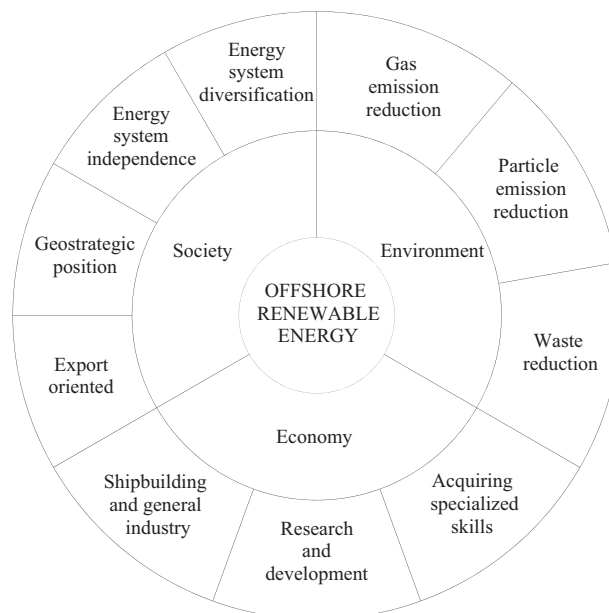 Energy
system
diversification
Gas
emission
reduction
Energy
system
independence
Particle
emission
reduction
Geostrategic
position
Society
Environment
OFFSHORE
RENEWABLE
ENERGY
Export
oriented
Waste
reduction
Economy
Shipbuilding
and general
industry
Research
and
development
Acquiring
specialized
skills